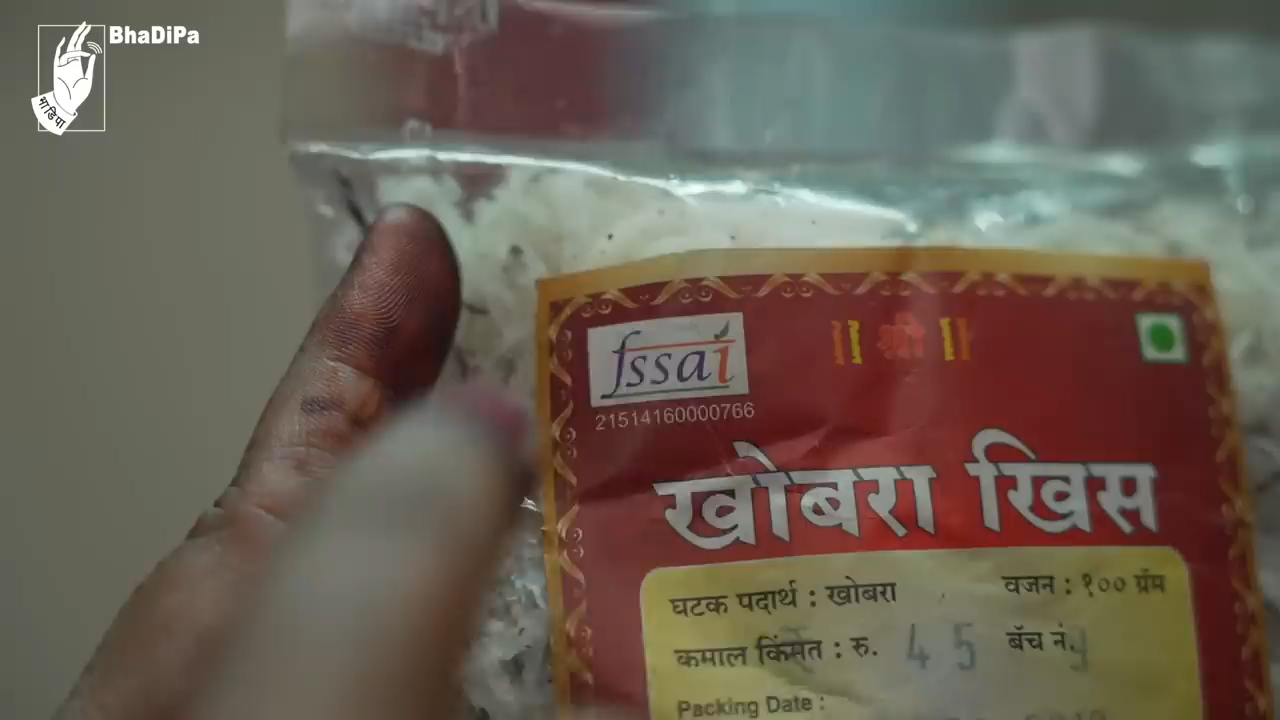 BhaDiPa
भाडिपा
fssai
|| श्री ||
21514160000766
खोबरा खिस
घटक पदार्थ : खोबरा वजन : १०० ग्रॅम
कमाल किंमत : रु. 45 बॅच नं.
Packing Date :